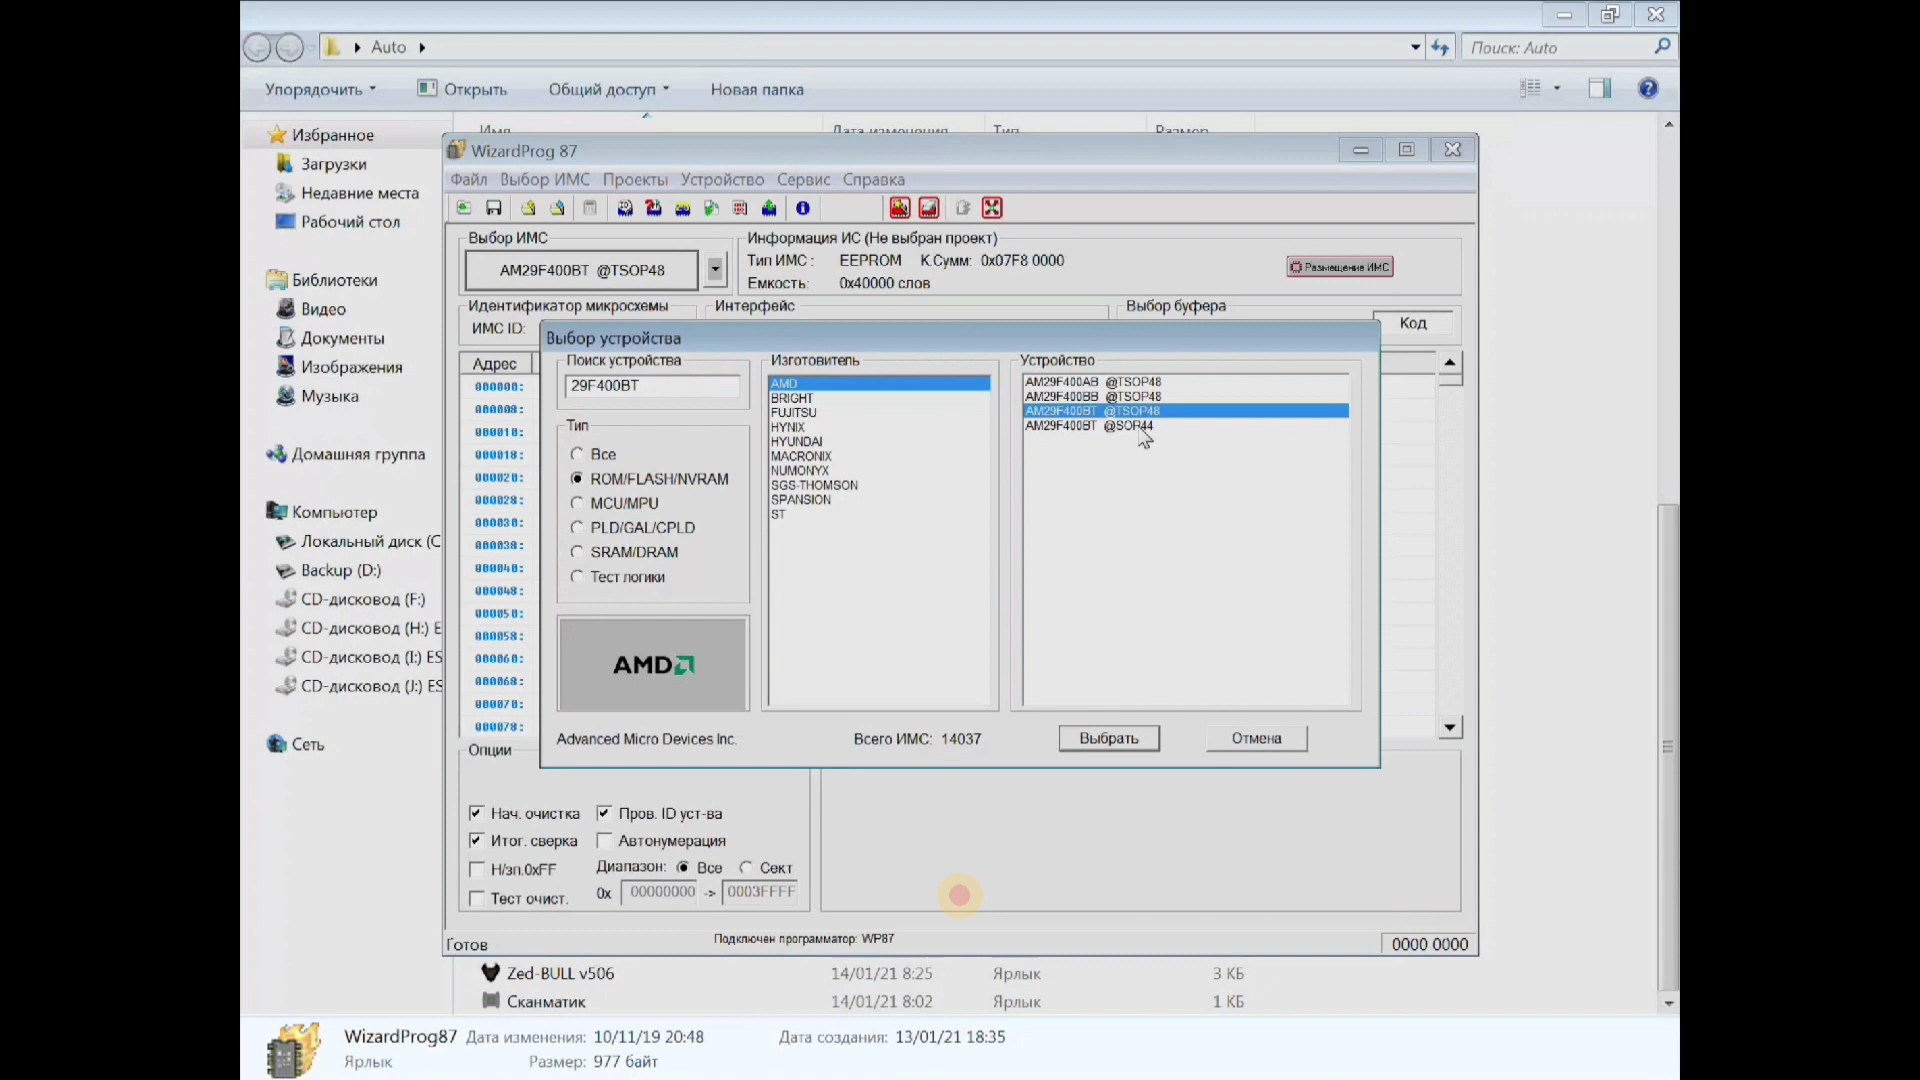 Auto
Поиск: Auto
Упорядочить
Открыть
Общий доступ
Новая папка
Имя
Дата изменения
Тип
Размер
Избранное
Загрузки
Недавние места
Рабочий стол
Библиотеки
Видео
Документы
Изображения
Музыка
Домашняя группа
Компьютер
Локальный диск (C
Backup (D:)
CD-дисковод (F:)
CD-дисковод (H:) E
CD-дисковод (I:) ES
CD-дисковод (J:) ES
Сеть
WizardProg 87
Файл Выбор ИМС Проекты Устройство Сервис Справка
Выбор ИМС
AM29F400BT @TSOP48
Информация ИС (Не выбран проект)
Тип ИМС : EEPROM К.Сумм: 0x07F8 0000
Емкость: 0x40000 слов
Размещение ИМС
Идентификатор микросхемы
ИМС ID:
Интерфейс
Выбор буфера
Код
Адрес
000000:
000008:
000010:
000018:
000020:
000028:
000030:
000038:
000040:
000048:
000050:
000058:
000060:
000068:
000070:
000078:
Выбор устройства
Поиск устройства
29F400BT
Тип
Все
ROM/FLASH/NVRAM
MCU/MPU
PLD/GAL/CPLD
SRAM/DRAM
Тест логики
AMD
Advanced Micro Devices Inc.
Изготовитель
AMD
BRIGHT
FUJITSU
HYNIX
HYUNDAI
MACRONIX
NUMONYX
SGS-THOMSON
SPANSION
ST
Устройство
AM29F400AB @TSOP48
AM29F400BB @TSOP48
AM29F400BT @TSOP48
AM29F400BT @SOP44
Всего ИМС: 14037
Выбрать
Отмена
Опции
Нач. очистка
Пров. ID уст-ва
Итог. сверка
Автонумерация
Н/зп.0xFF
Диапазон: Все Сект
Тест очист.
0x 00000000 -> 0003FFFF
Готов
Подключен программатор: WP87
0000 0000
Zed-BULL v506 14/01/21 8:25 Ярлык 3 КБ
Сканматик 14/01/21 8:02 Ярлык 1 КБ
WizardProg87 Дата изменения: 10/11/19 20:48 Дата создания: 13/01/21 18:35
Ярлык Размер: 977 байт